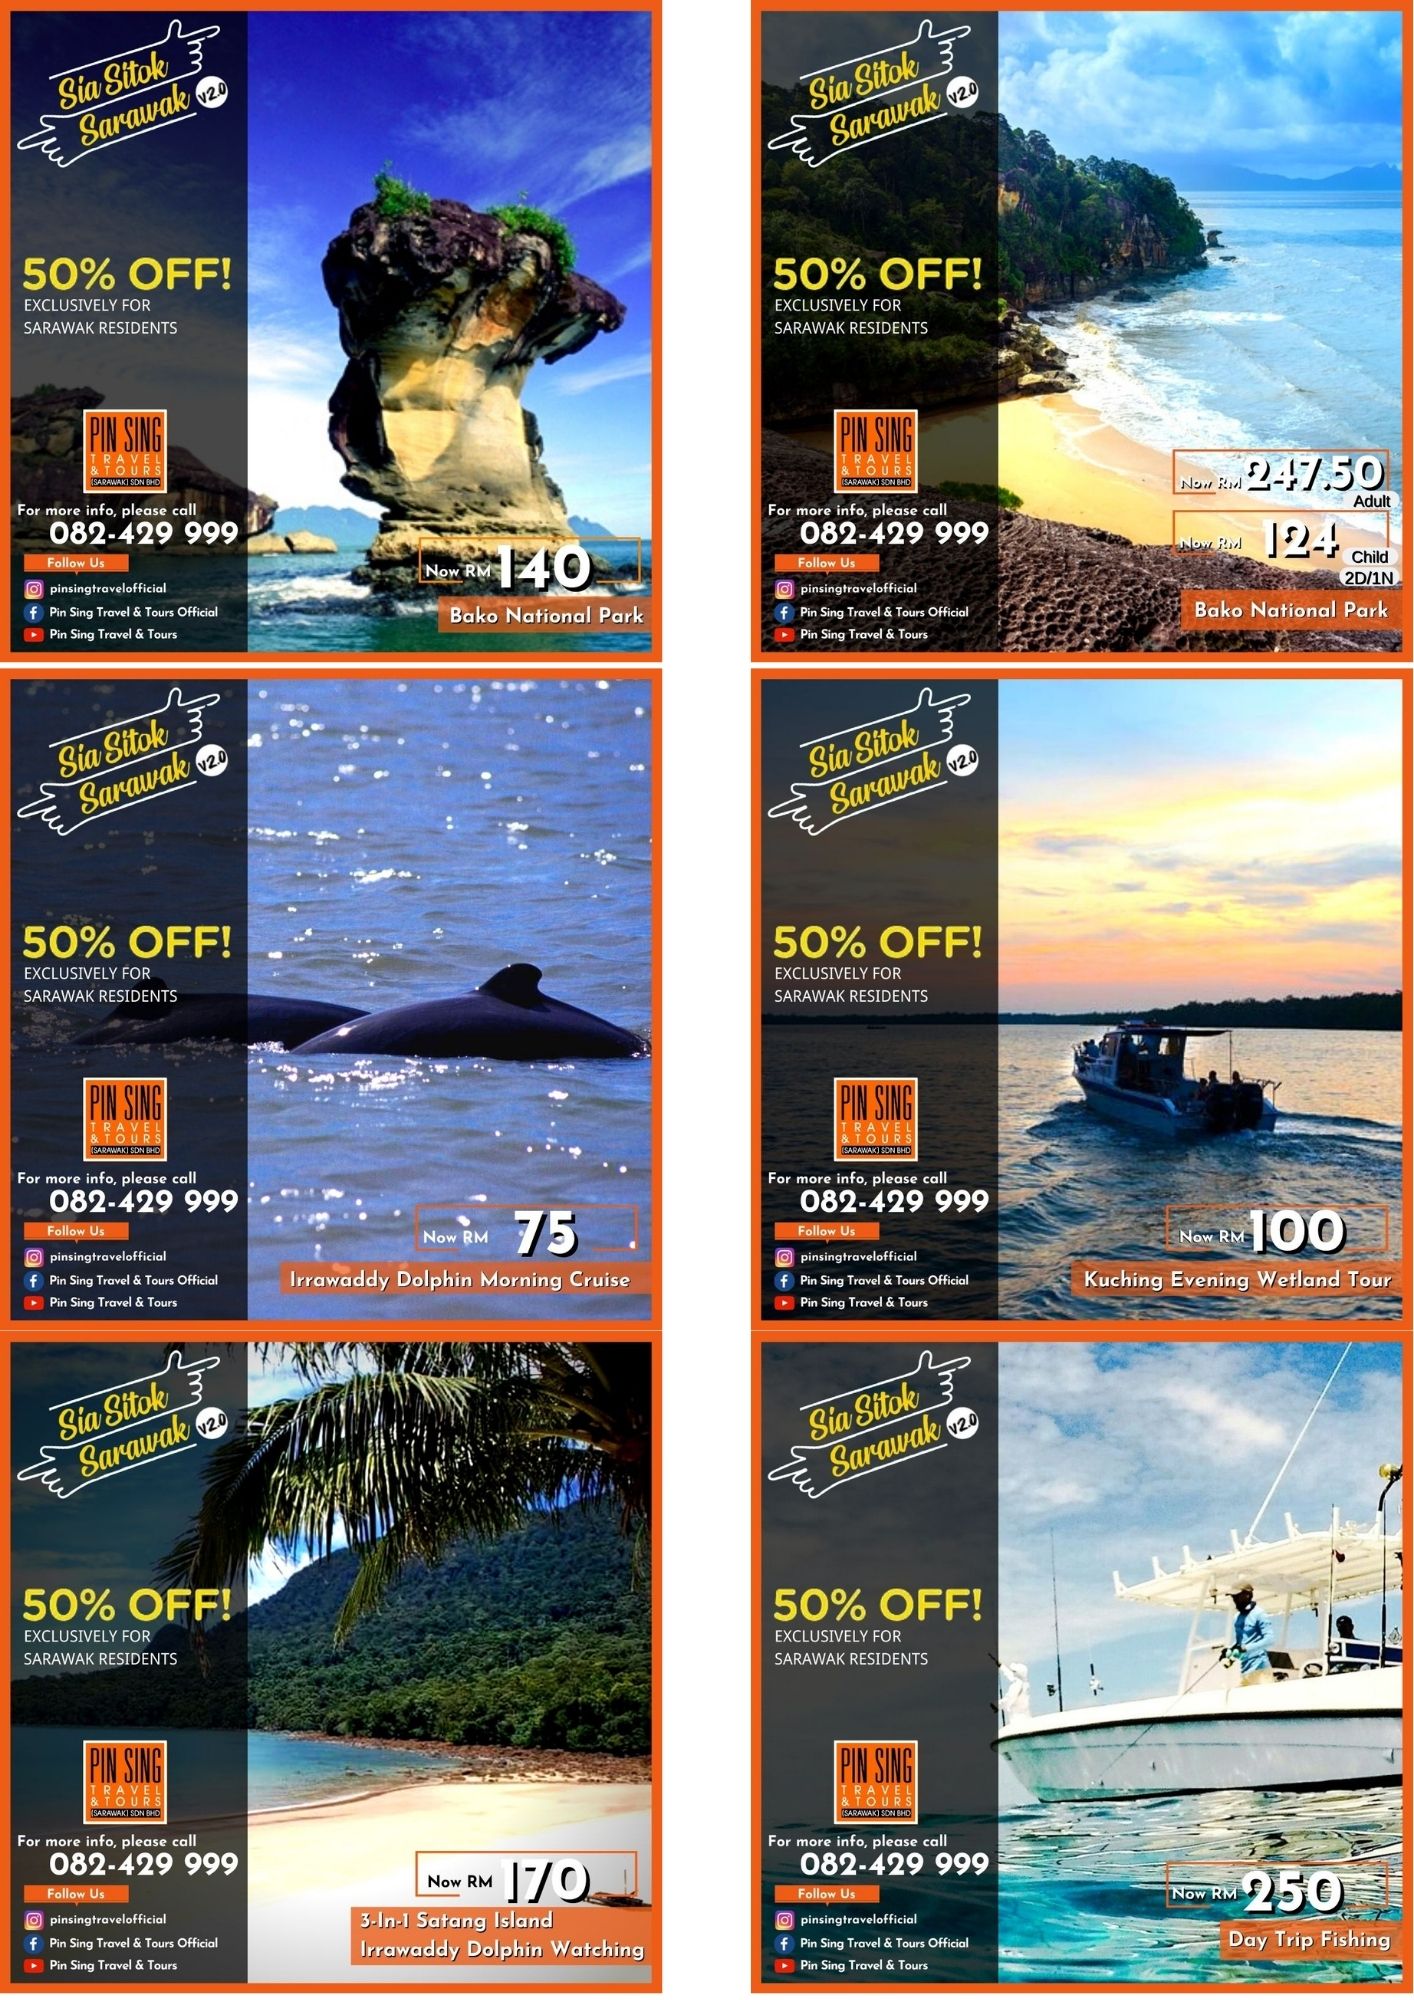 Sia Sitok
Sarawak v2.0
50% OFF!
EXCLUSIVELY FOR
SARAWAK RESIDENTS
PIN SING
TRAVEL
& TOURS
(SARAWAK) SDN BHD
For more info, please call
082-429 999
Follow Us
pinsingtravelofficial
Pin Sing Travel & Tours Official
Pin Sing Travel & Tours
Now RM 140
Bako National Park
Sia Sitok
Sarawak v2.0
50% OFF!
EXCLUSIVELY FOR
SARAWAK RESIDENTS
PIN SING
TRAVEL
& TOURS
(SARAWAK) SDN BHD
For more info, please call
082-429 999
Follow Us
pinsingtravelofficial
Pin Sing Travel & Tours Official
Pin Sing Travel & Tours
Now RM 247.50
Adult
Now RM 124
Child
2D/1N
Bako National Park
Sia Sitok
Sarawak v2.0
50% OFF!
EXCLUSIVELY FOR
SARAWAK RESIDENTS
PIN SING
TRAVEL
& TOURS
(SARAWAK) SDN BHD
For more info, please call
082-429 999
Follow Us
pinsingtravelofficial
Pin Sing Travel & Tours Official
Pin Sing Travel & Tours
Now RM 75
Irrawaddy Dolphin Morning Cruise
Sia Sitok
Sarawak v2.0
50% OFF!
EXCLUSIVELY FOR
SARAWAK RESIDENTS
PIN SING
TRAVEL
& TOURS
(SARAWAK) SDN BHD
For more info, please call
082-429 999
Follow Us
pinsingtravelofficial
Pin Sing Travel & Tours Official
Pin Sing Travel & Tours
Now RM 100
Kuching Evening Wetland Tour
Sia Sitok
Sarawak v2.0
50% OFF!
EXCLUSIVELY FOR
SARAWAK RESIDENTS
PIN SING
TRAVEL
& TOURS
(SARAWAK) SDN BHD
For more info, please call
082-429 999
Follow Us
pinsingtravelofficial
Pin Sing Travel & Tours Official
Pin Sing Travel & Tours
Now RM 170
3-In-1 Satang Island
Irrawaddy Dolphin Watching
Sia Sitok
Sarawak v2.0
50% OFF!
EXCLUSIVELY FOR
SARAWAK RESIDENTS
PIN SING
TRAVEL
& TOURS
(SARAWAK) SDN BHD
For more info, please call
082-429 999
Follow Us
pinsingtravelofficial
Pin Sing Travel & Tours Official
Pin Sing Travel & Tours
Now RM 250
Day Trip Fishing